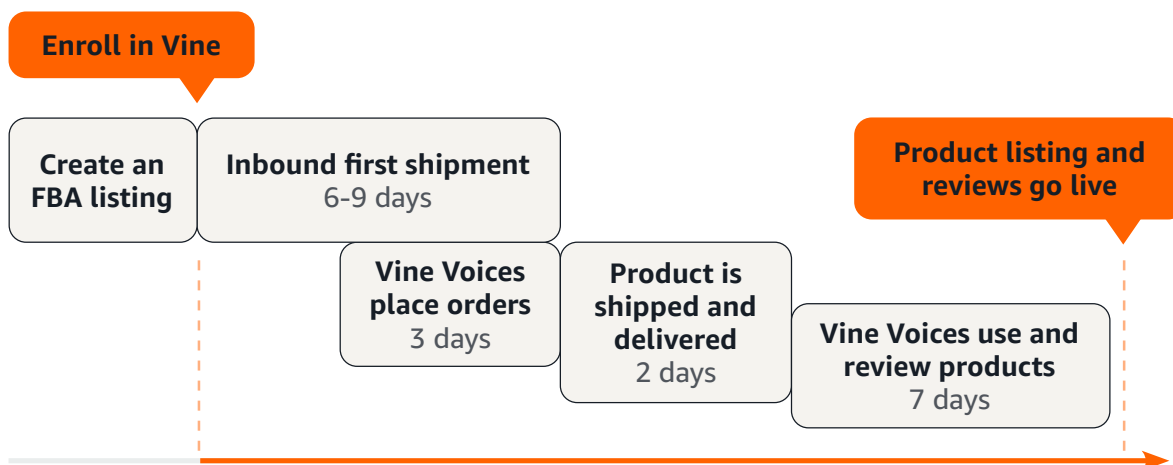 Enroll in Vine
Create an
FBA listing
Inbound first shipment
6-9 days
Product listing and
reviews go live
Vine Voices
place orders
3 days
Product is
shipped and
delivered
2 days
Vine Voices use and
review products
7 days